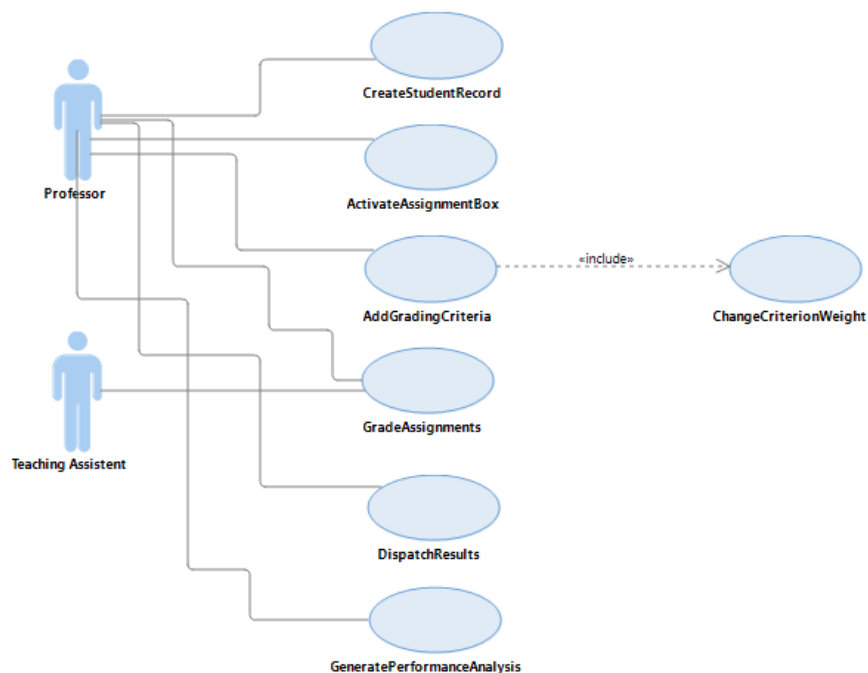 CreateStudentRecord
Professor
ActivateAssignmentBox
«include»
AddGradingCriteria
ChangeCriterionWeight
GradeAssignments
Teaching Assistent
DispatchResults
GeneratePerformanceAnalysis